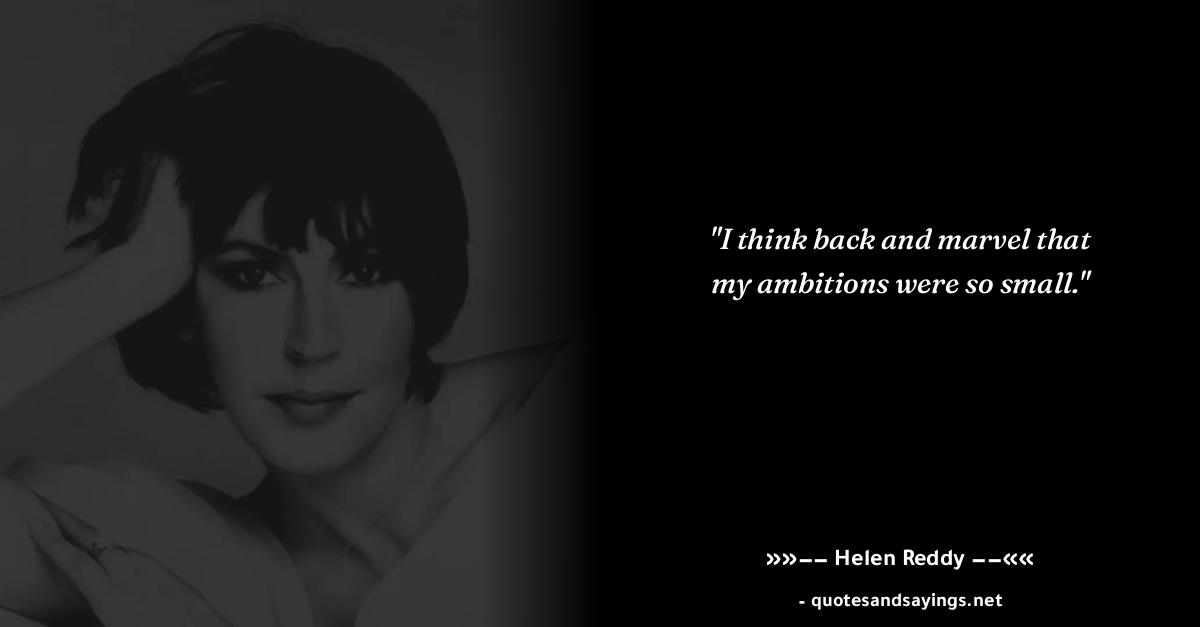 "I think back and marvel that
my ambitions were so small."
»»−− Helen Reddy −−««
- quotesandsayings.net